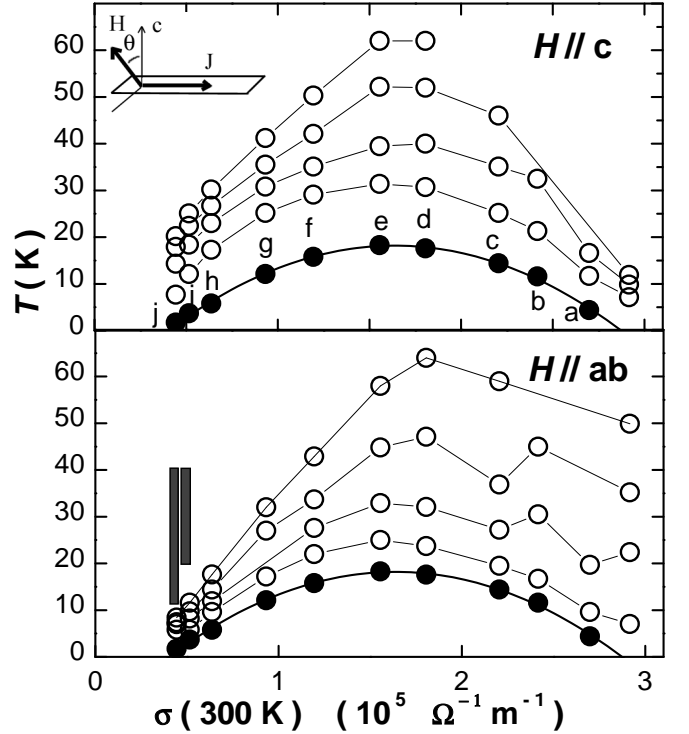 H c
θ
J
H // c
60
50
40
30
20
10
0
T ( K )
j i h g f e d c b a
H // ab
60
50
40
30
20
10
0
0 1 2 3
σ ( 300 K ) ( 10⁵ Ω⁻¹ m⁻¹ )